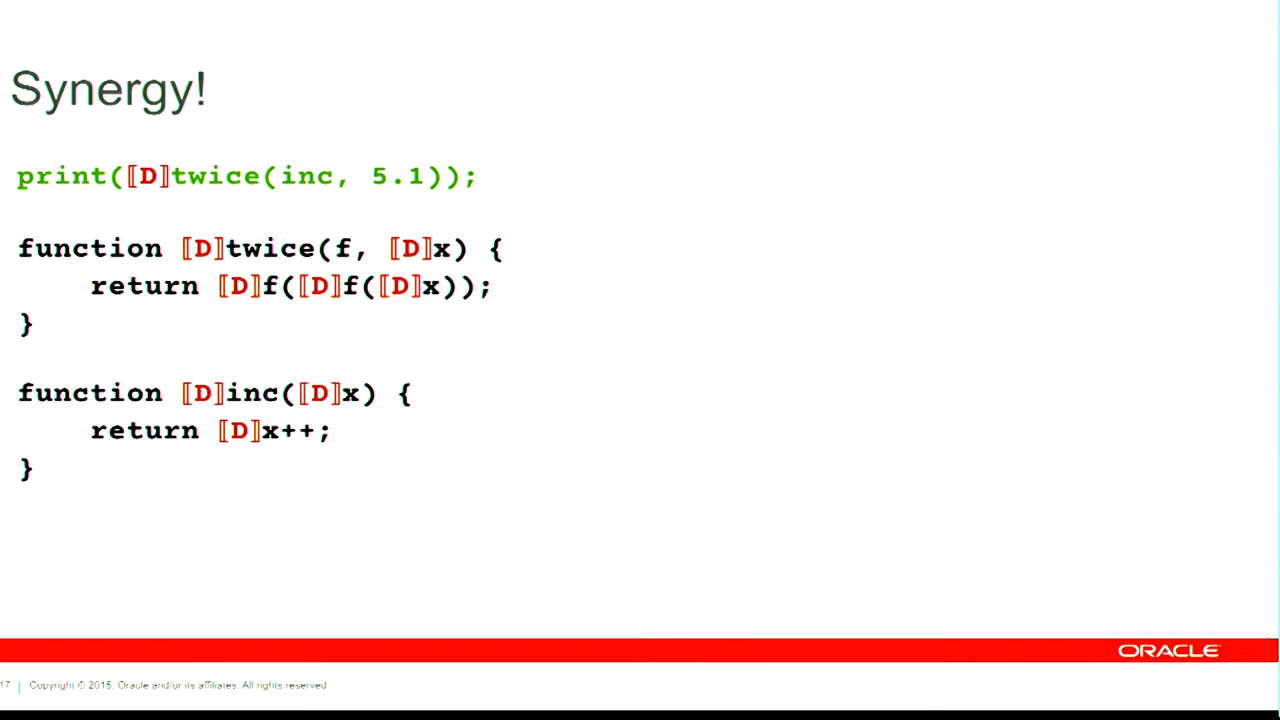 Synergy!
print(⟦D⟧twice(inc, 5.1));
function ⟦D⟧twice(f, ⟦D⟧x) {
    return ⟦D⟧f(⟦D⟧f(⟦D⟧x));
}
function ⟦D⟧inc(⟦D⟧x) {
    return ⟦D⟧x++;
}
ORACLE
17 | Copyright © 2015, Oracle and/or its affiliates. All rights reserved